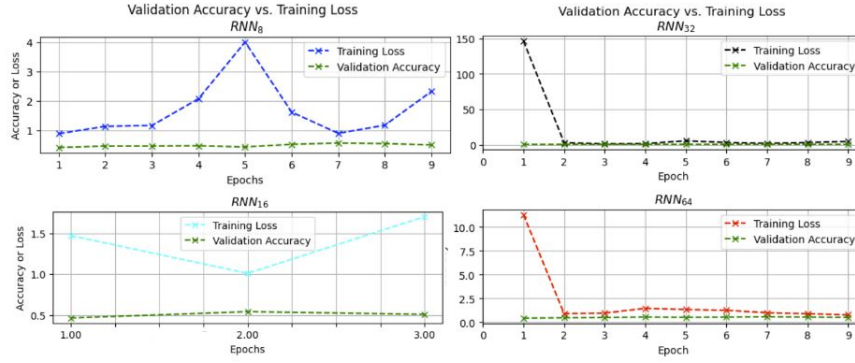 Validation Accuracy vs. Training Loss
RNN8
4
3
2
1
Accuracy or Loss
Training Loss
Validation Accuracy
1 2 3 4 5 6 7 8 9
Epochs
Validation Accuracy vs. Training Loss
RNN32
150
100
50
0
Training Loss
Validation Accuracy
0 1 2 3 4 5 6 7 8 9
Epoch
RNN16
1.5
1.0
0.5
Accuracy or Loss
Training Loss
Validation Accuracy
1.00 2.00 3.00
Epochs
RNN64
10.0
7.5
5.0
2.5
0.0
Training Loss
Validation Accuracy
0 1 2 3 4 5 6 7 8 9
Epoch